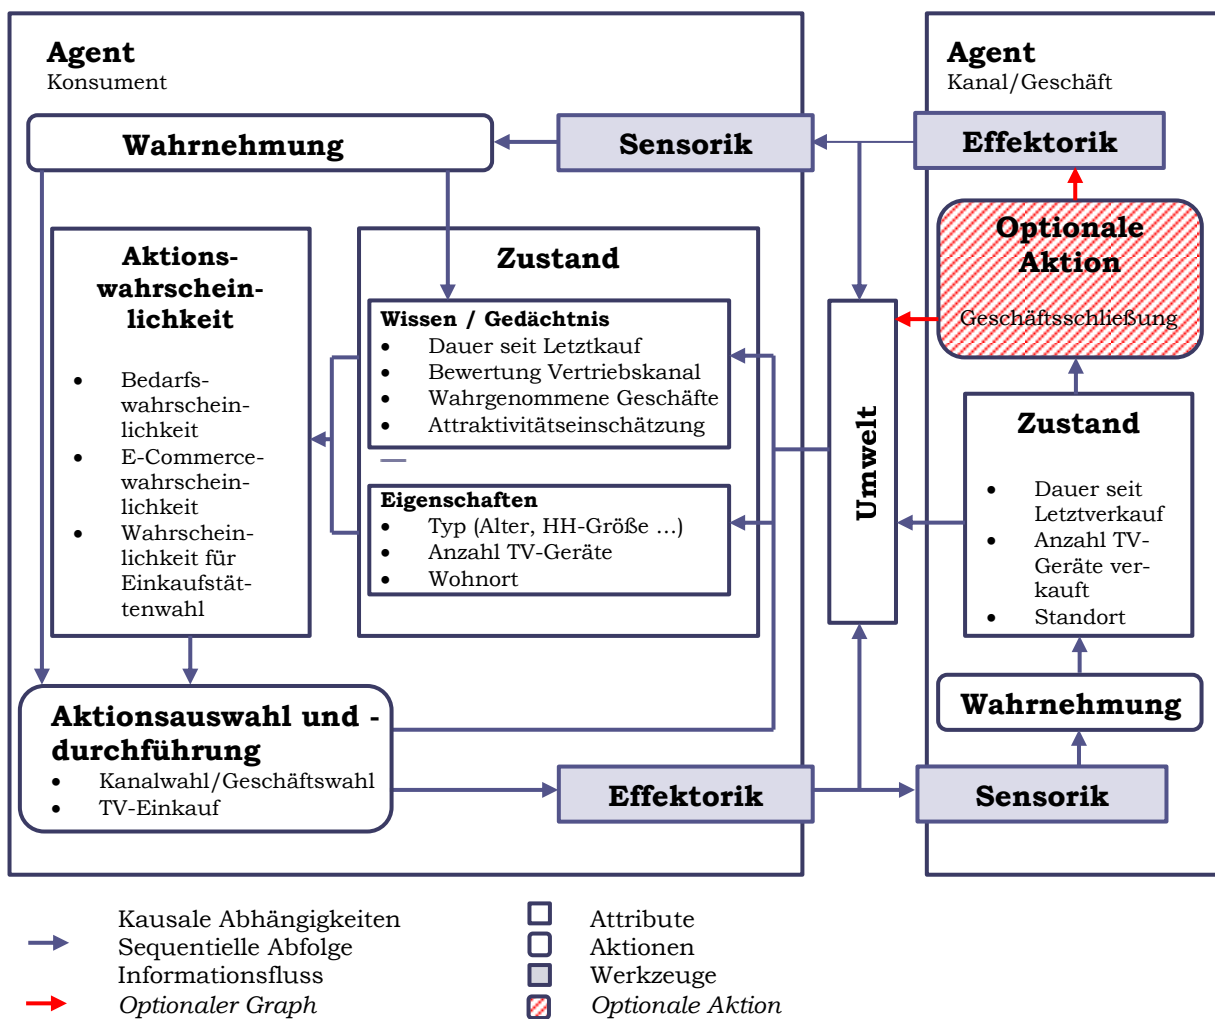 Agent
Konsument
Wahrnehmung
Sensorik
Aktions-
wahrschein-
lichkeit
• Bedarfs-
wahrschein-
lichkeit
• E-Commerce-
wahrschein-
lichkeit
• Wahrschein-
lichkeit für
Einkaufstät-
tenwahl
Zustand
Wissen / Gedächtnis
• Dauer seit Letztkauf
• Bewertung Vertriebskanal
• Wahrgenommene Geschäfte
• Attraktivitätseinschätzung
Eigenschaften
• Typ (Alter, HH-Größe ...)
• Anzahl TV-Geräte
• Wohnort
Aktionsauswahl und -
durchführung
• Kanalwahl/Geschäftswahl
• TV-Einkauf
Effektorik
Umwelt
Agent
Kanal/Geschäft
Effektorik
Optionale
Aktion
Geschäftsschließung
Zustand
• Dauer seit
Letztverkauf
• Anzahl TV-
Geräte ver-
kauft
• Standort
Wahrnehmung
Sensorik
Kausale Abhängigkeiten
Sequentielle Abfolge
Informationsfluss
Optionaler Graph
Attribute
Aktionen
Werkzeuge
Optionale Aktion